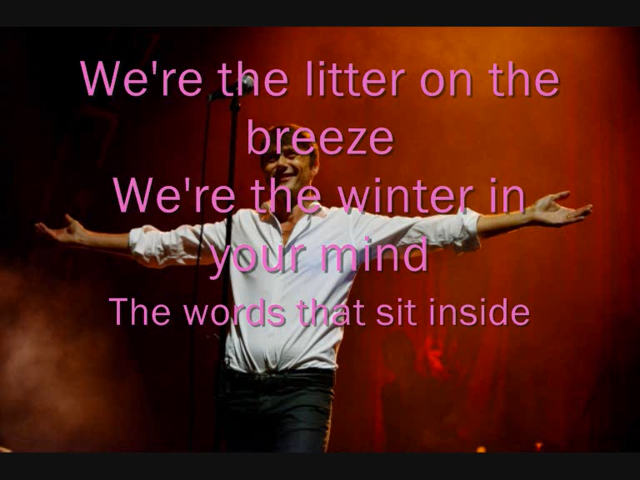 We're the litter on the
breeze
We're the winter in
your mind
The words that sit inside